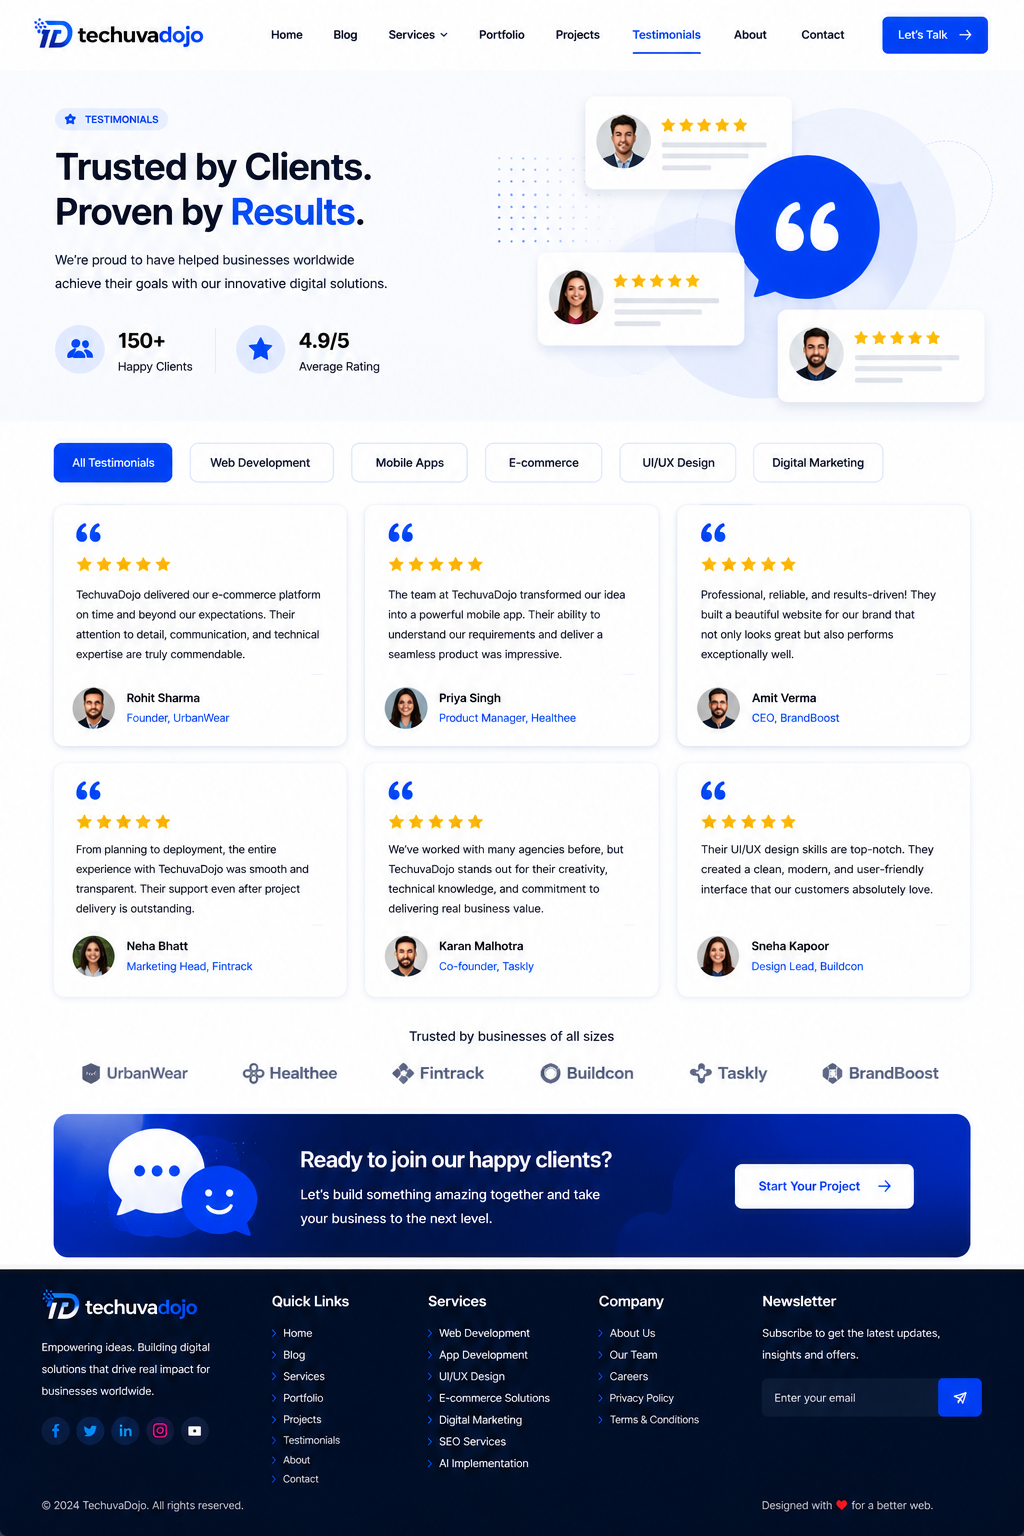 techuvadojo
Home
Blog
Services
Portfolio
Projects
Testimonials
About
Contact
Let's Talk
TESTIMONIALS
Trusted by Clients.
Proven by Results.
We're proud to have helped businesses worldwide
achieve their goals with our innovative digital solutions.
150+
Happy Clients
4.9/5
Average Rating
All Testimonials
Web Development
Mobile Apps
E-commerce
UI/UX Design
Digital Marketing
TechuvaDojo delivered our e-commerce platform
on time and beyond our expectations. Their
attention to detail, communication, and technical
expertise are truly commendable.
Rohit Sharma
Founder, UrbanWear
The team at TechuvaDojo transformed our idea
into a powerful mobile app. Their ability to
understand our requirements and deliver a
seamless product was impressive.
Priya Singh
Product Manager, Healthee
Professional, reliable, and results-driven! They
built a beautiful website for our brand that
not only looks great but also performs
exceptionally well.
Amit Verma
CEO, BrandBoost
From planning to deployment, the entire
experience with TechuvaDojo was smooth and
transparent. Their support even after project
delivery is outstanding.
Neha Bhatt
Marketing Head, Fintrack
We've worked with many agencies before, but
TechuvaDojo stands out for their creativity,
technical knowledge, and commitment to
delivering real business value.
Karan Malhotra
Co-founder, Taskly
Their UI/UX design skills are top-notch. They
created a clean, modern, and user-friendly
interface that our customers absolutely love.
Sneha Kapoor
Design Lead, Buildcon
Trusted by businesses of all sizes
UrbanWear
Healthee
Fintrack
Buildcon
Taskly
BrandBoost
Ready to join our happy clients?
Let's build something amazing together and take
your business to the next level.
Start Your Project
techuvadojo
Empowering ideas. Building digital
solutions that drive real impact for
businesses worldwide.
Quick Links
Home
Blog
Services
Portfolio
Projects
Testimonials
About
Contact
Services
Web Development
App Development
UI/UX Design
E-commerce Solutions
Digital Marketing
SEO Services
AI Implementation
Company
About Us
Our Team
Careers
Privacy Policy
Terms & Conditions
Newsletter
Subscribe to get the latest updates,
insights and offers.
Enter your email
© 2024 TechuvaDojo. All rights reserved.
Designed with ❤ for a better web.